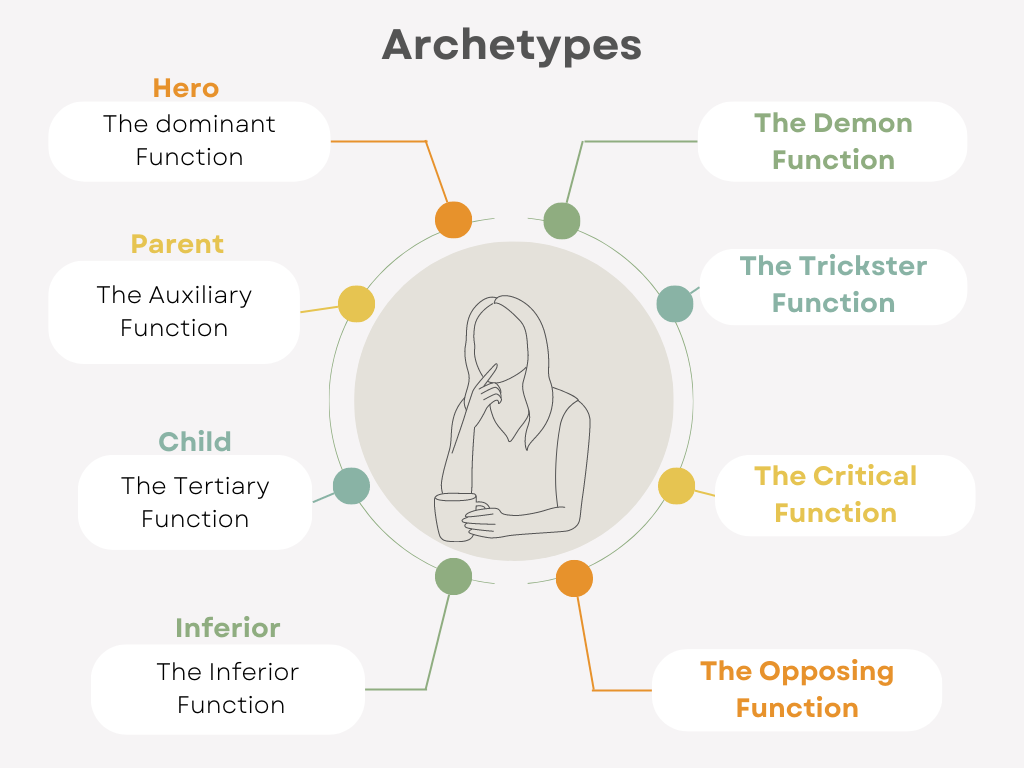 Archetypes
Hero
The dominant
Function
Parent
The Auxiliary
Function
Child
The Tertiary
Function
Inferior
The Inferior
Function
The Demon
Function
The Trickster
Function
The Critical
Function
The Opposing
Function